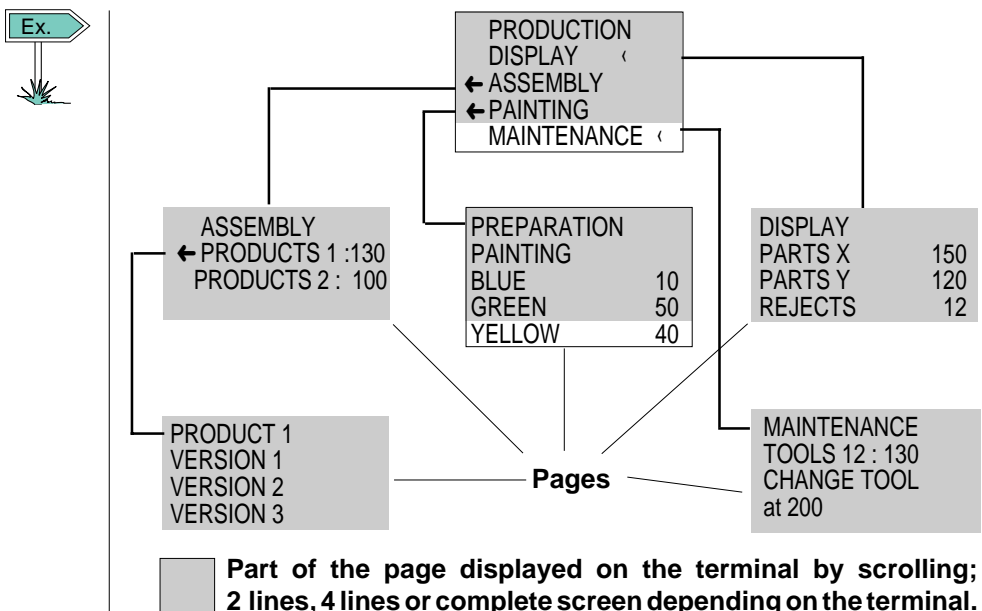 Ex.
PRODUCTION
DISPLAY ‹
← ASSEMBLY
← PAINTING
MAINTENANCE ‹
ASSEMBLY
← PRODUCTS 1 :130
PRODUCTS 2 : 100
PREPARATION
PAINTING
BLUE 10
GREEN 50
YELLOW 40
DISPLAY
PARTS X 150
PARTS Y 120
REJECTS 12
PRODUCT 1
VERSION 1
VERSION 2
VERSION 3
Pages
MAINTENANCE
TOOLS 12 : 130
CHANGE TOOL
at 200
Part of the page displayed on the terminal by scrolling;
2 lines, 4 lines or complete screen depending on the terminal.